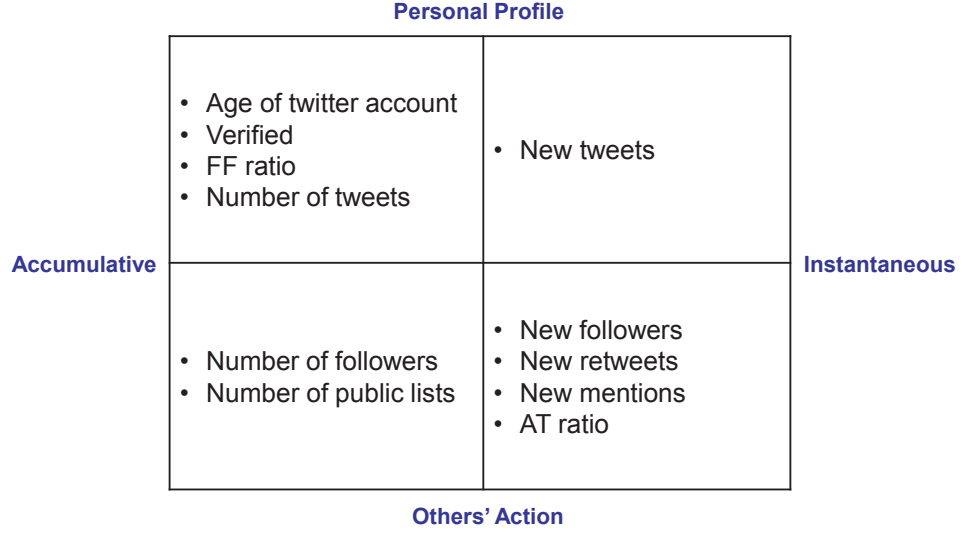 Personal Profile
• Age of twitter account
• Verified
• FF ratio
• Number of tweets
• New tweets
Accumulative
Instantaneous
• Number of followers
• Number of public lists
• New followers
• New retweets
• New mentions
• AT ratio
Others’ Action